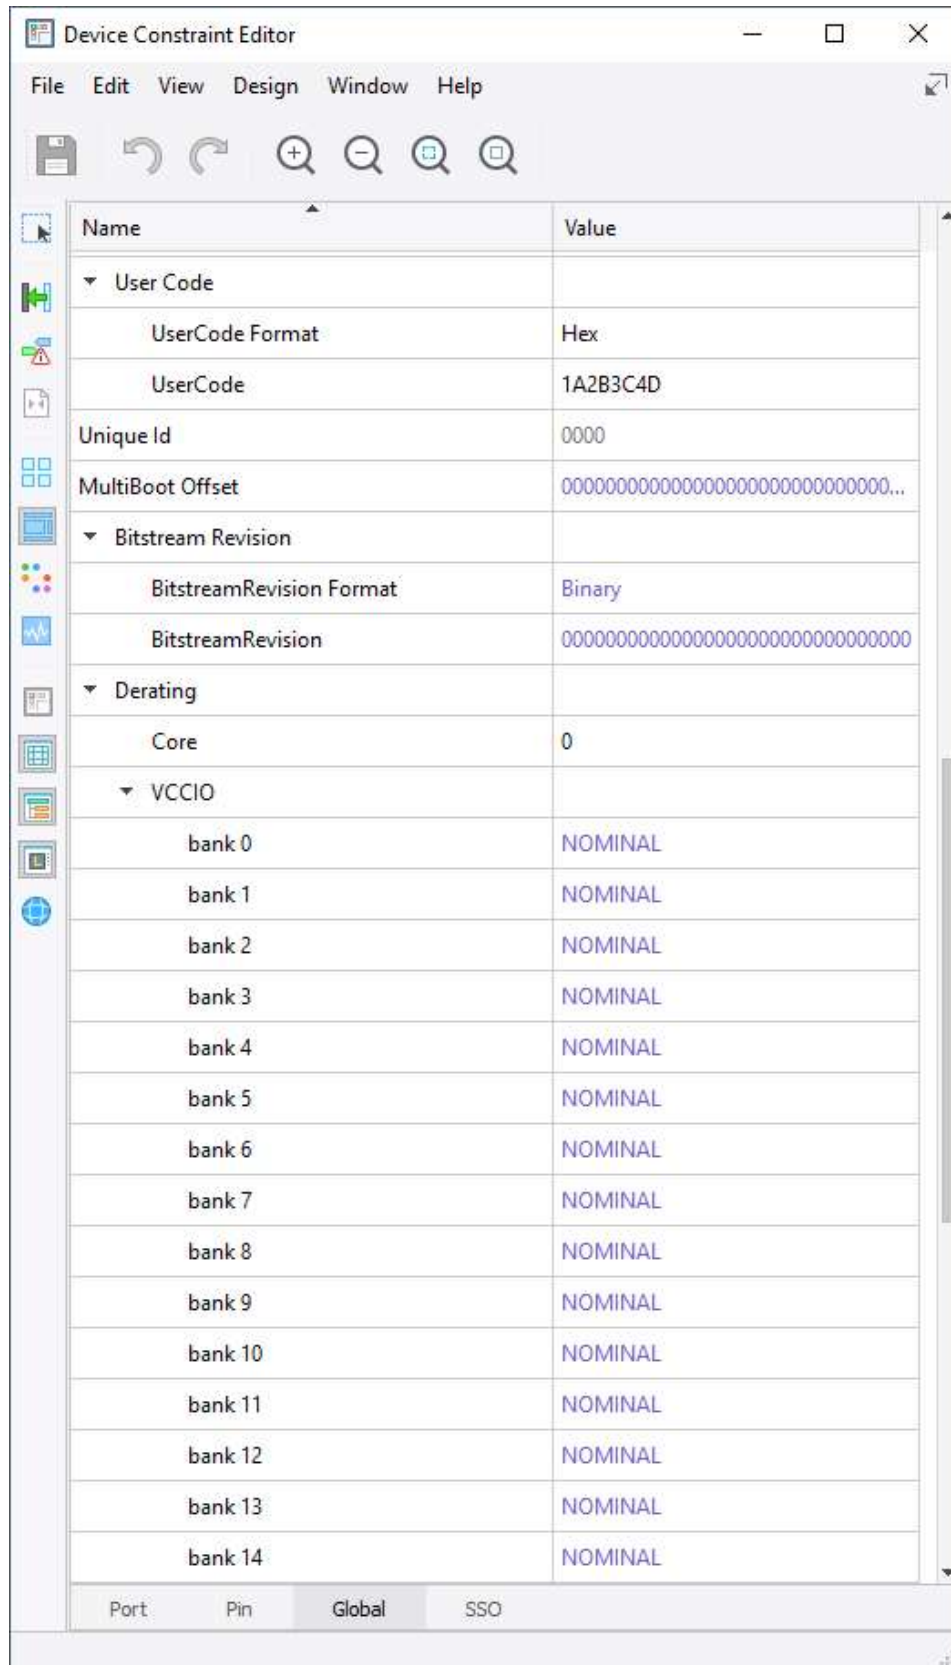 Device Constraint Editor
File Edit View Design Window Help
Name Value
User Code
UserCode Format Hex
UserCode 1A2B3C4D
Unique Id 0000
MultiBoot Offset 000000000000000000000000000000...
Bitstream Revision
BitstreamRevision Format Binary
BitstreamRevision 00000000000000000000000000000000
Derating
Core 0
VCCIO
bank 0 NOMINAL
bank 1 NOMINAL
bank 2 NOMINAL
bank 3 NOMINAL
bank 4 NOMINAL
bank 5 NOMINAL
bank 6 NOMINAL
bank 7 NOMINAL
bank 8 NOMINAL
bank 9 NOMINAL
bank 10 NOMINAL
bank 11 NOMINAL
bank 12 NOMINAL
bank 13 NOMINAL
bank 14 NOMINAL
Port Pin Global SSO